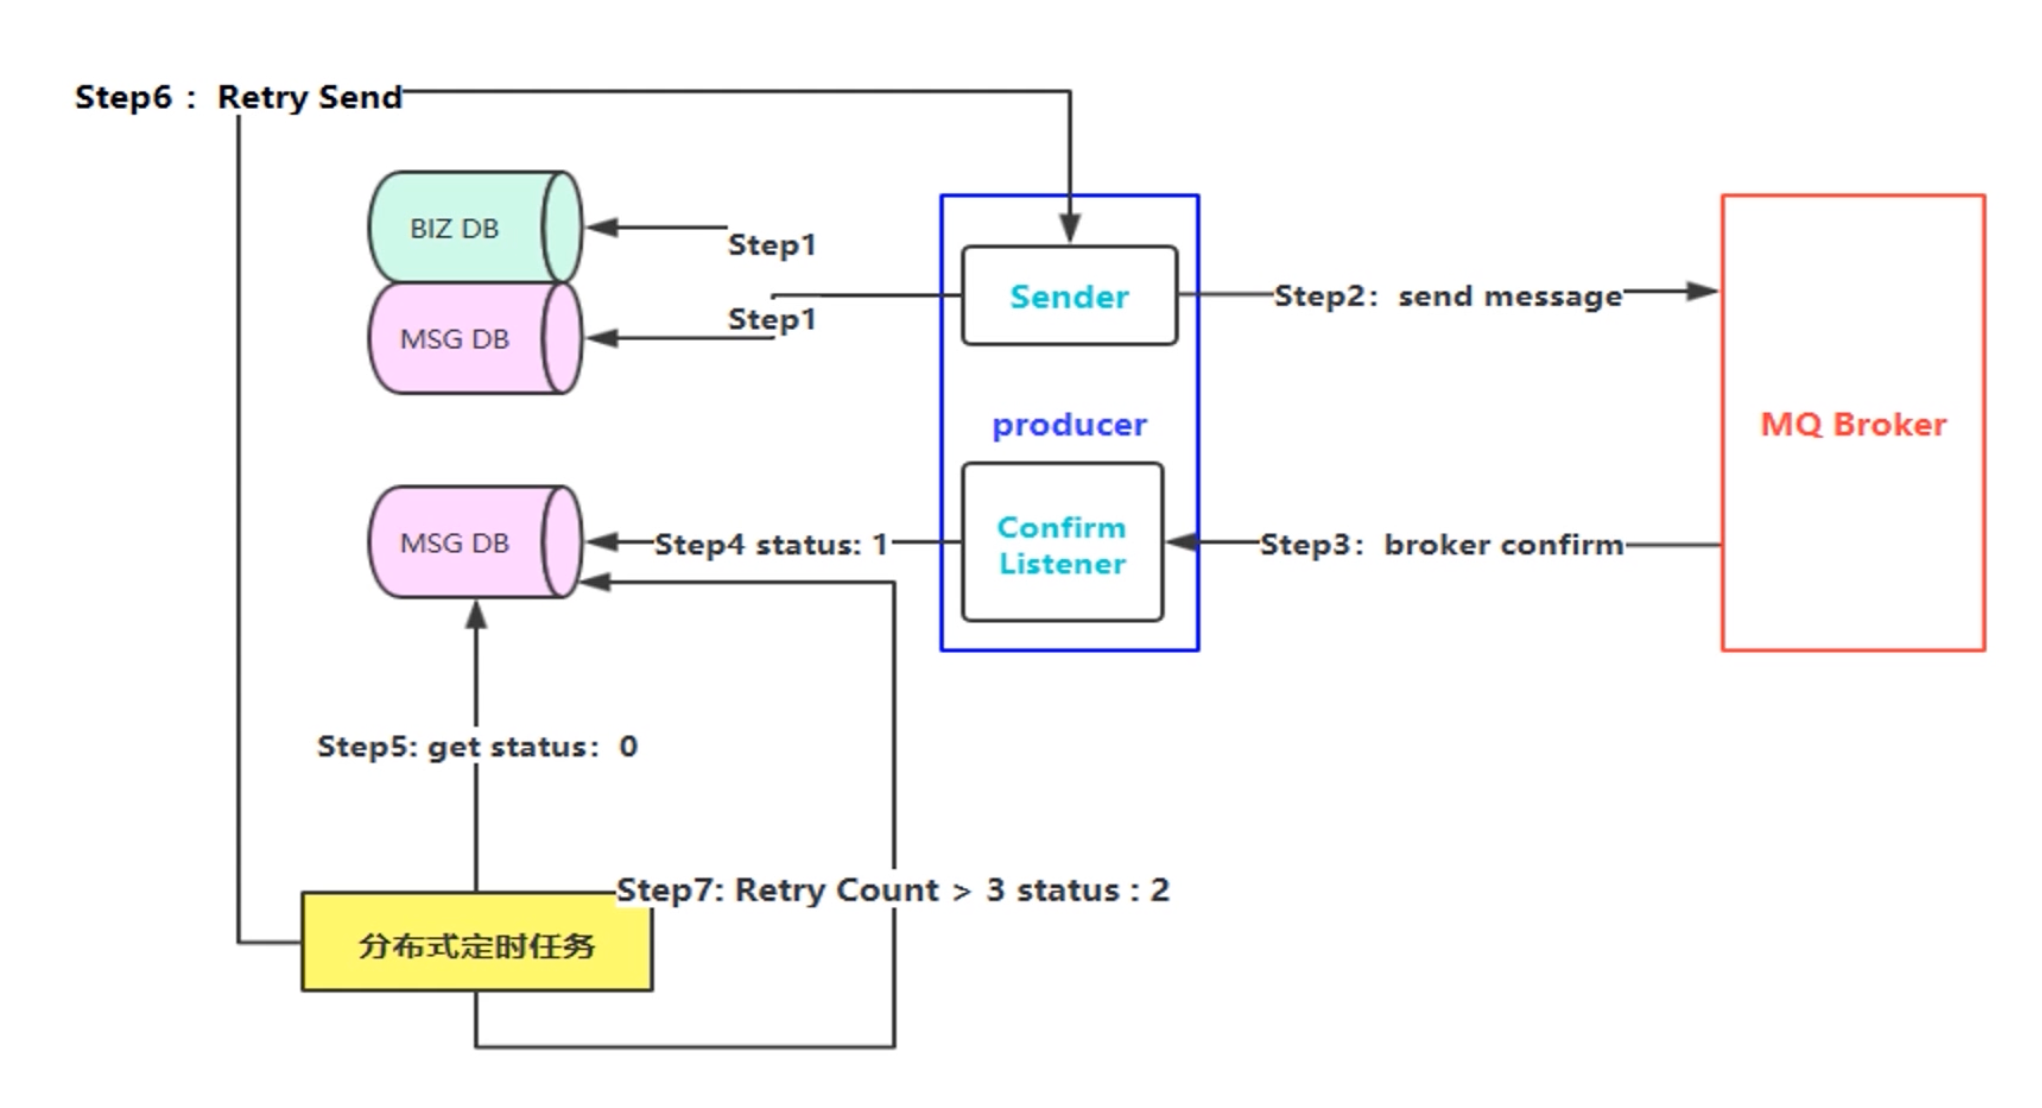 Step6： Retry Send
BIZ DB
Step1
MSG DB
Step1
Sender
Step2： send message
producer
MQ Broker
MSG DB
Step4 status: 1
Confirm
Listener
Step3： broker confirm
Step5: get status： 0
Step7: Retry Count > 3 status : 2
分布式定时任务